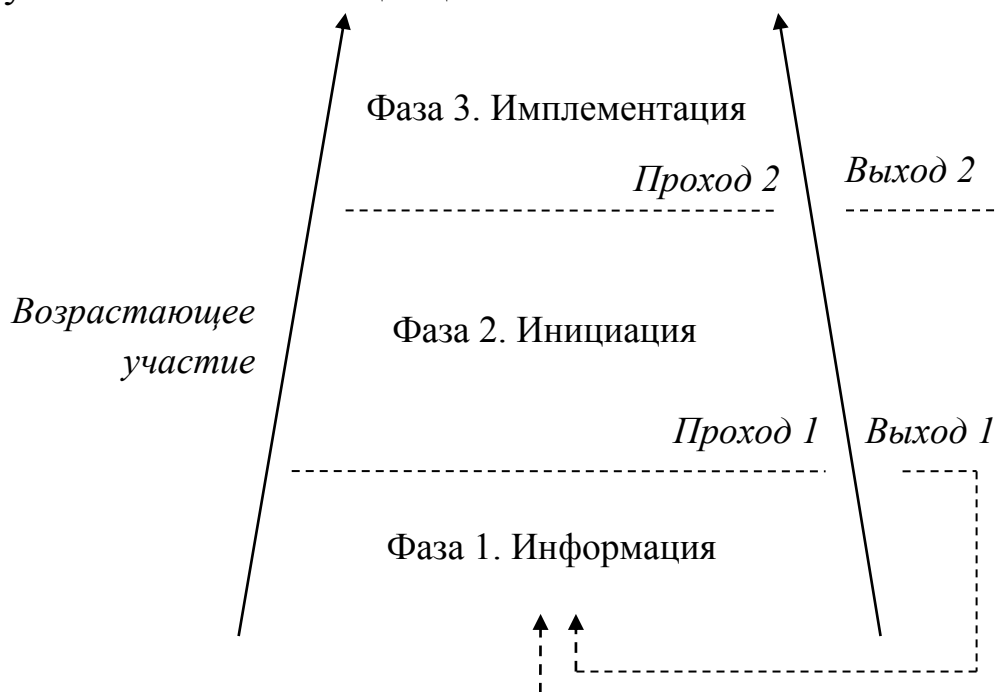 Фаза 3. Имплементация
Проход 2
Выход 2
Возрастающее
участие
Фаза 2. Инициация
Проход 1
Выход 1
Фаза 1. Информация